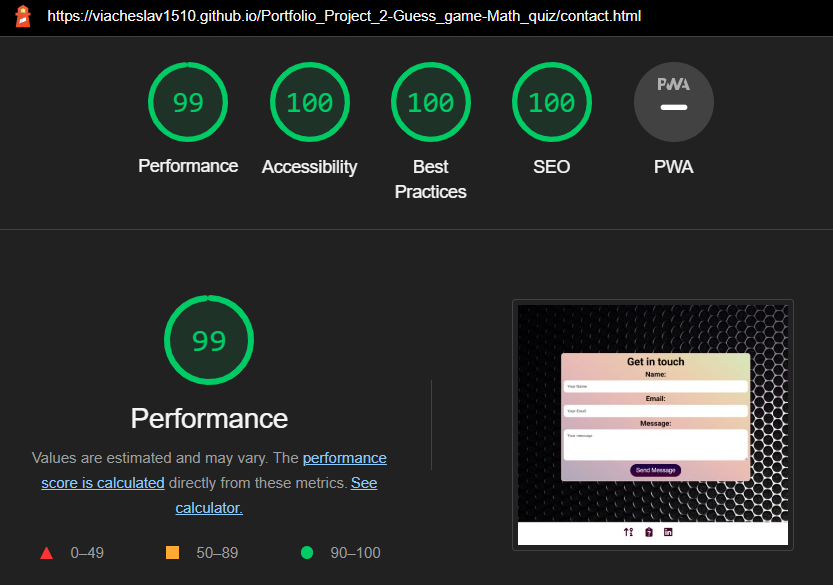 https://viacheslav1510.github.io/Portfolio_Project_2-Guess_game-Math_quiz/contact.html
99
100
100
100
PWA
Performance
Accessibility
Best
Practices
SEO
PWA
99
Performance
Values are estimated and may vary. The performance
score is calculated directly from these metrics. See
calculator.
0–49
50–89
90–100
Get in touch
Name:
Your Name
Email:
Your Email
Message:
Your message
Send Message